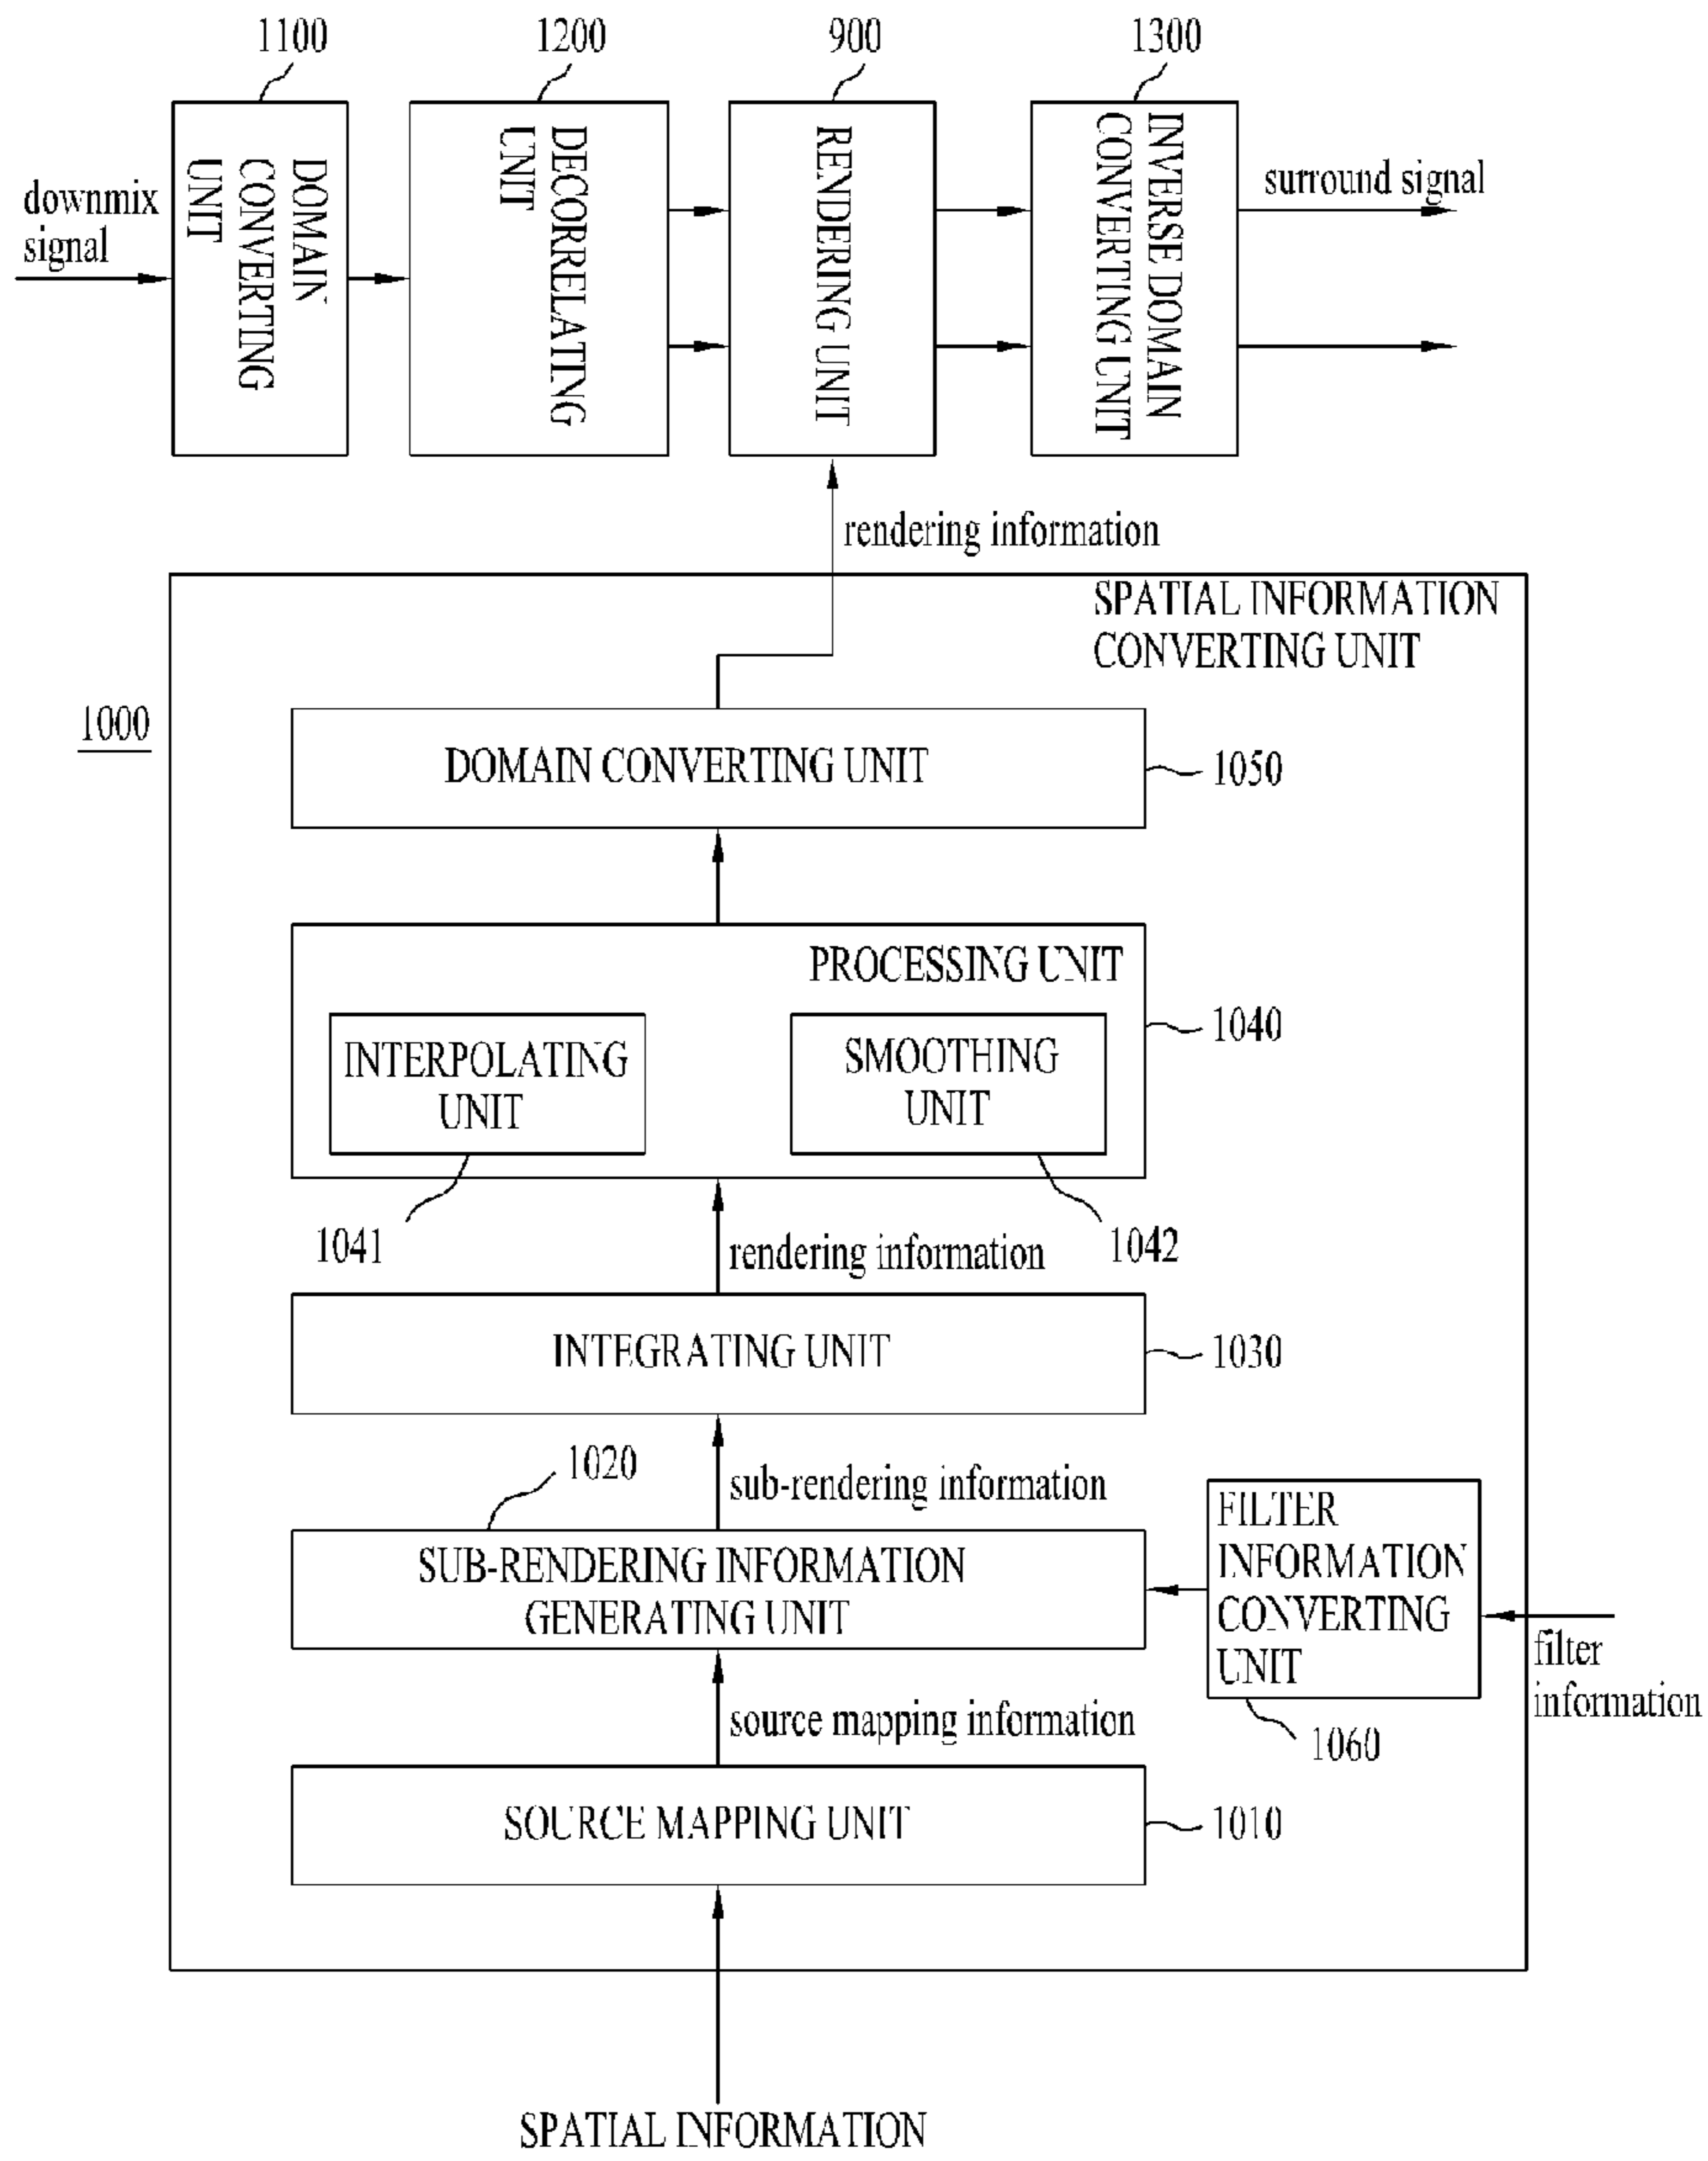 1100
1200
900
1300
downmix
signal
DOMAIN
CONVERTING
UNIT
DECORRELATING
UNIT
RENDERING UNIT
INVERSE DOMAIN
CONVERTING UNIT
surround signal
rendering information
SPATIAL INFORMATION
CONVERTING UNIT
1000
DOMAIN CONVERTING UNIT
1050
PROCESSING UNIT
1040
INTERPOLATING
UNIT
SMOOTHING
UNIT
1041
1042
rendering information
INTEGRATING UNIT
1030
1020
sub-rendering information
SUB-RENDERING INFORMATION
GENERATING UNIT
FILTER
INFORMATION
CONVERTING
UNIT
filter
information
1060
source mapping information
SOURCE MAPPING UNIT
1010
SPATIAL INFORMATION